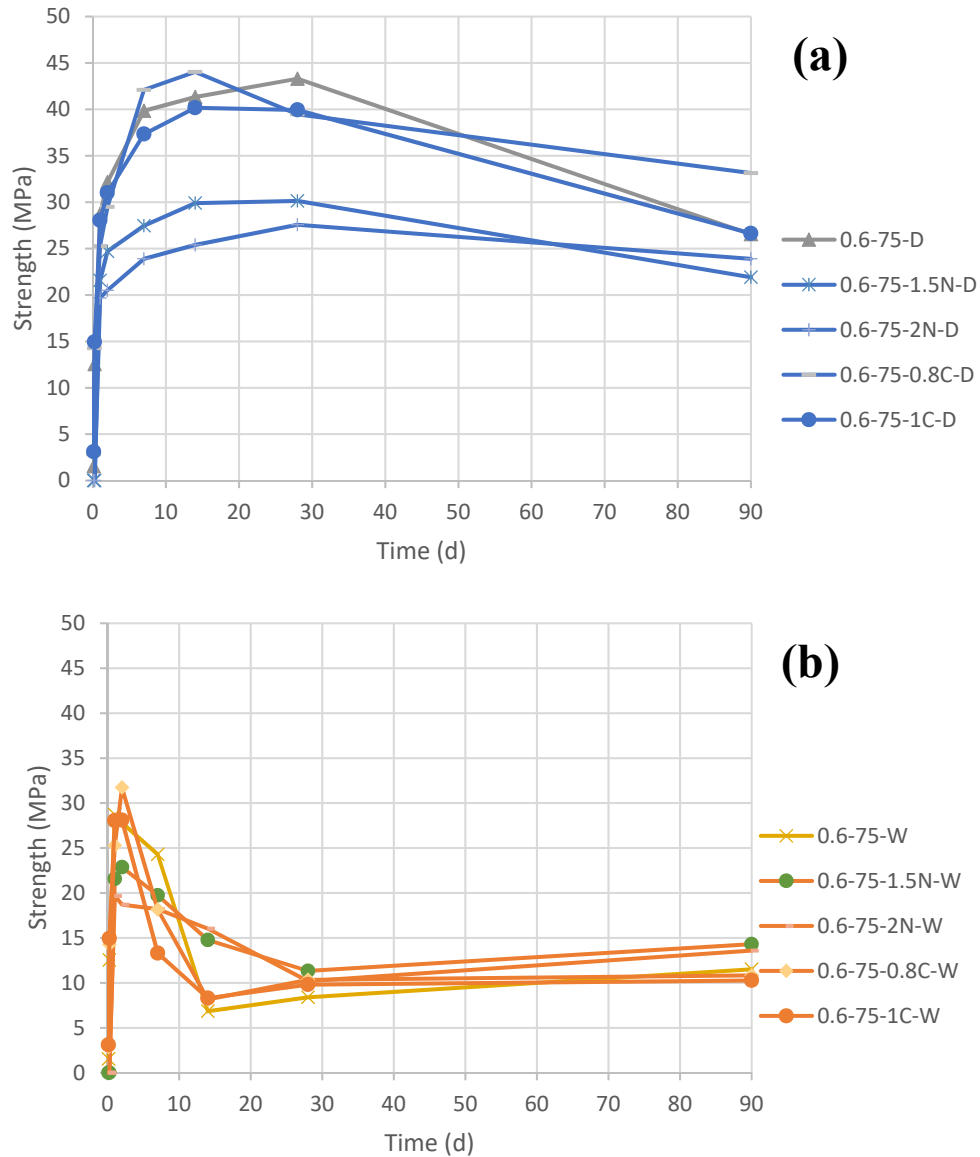 50
45
40
35
30
25
20
15
10
5
0
Strength (MPa)
0 10 20 30 40 50 60 70 80 90
Time (d)
(a)
0.6-75-D
0.6-75-1.5N-D
0.6-75-2N-D
0.6-75-0.8C-D
0.6-75-1C-D
50
45
40
35
30
25
20
15
10
5
0
Strength (MPa)
0 10 20 30 40 50 60 70 80 90
Time (d)
(b)
0.6-75-W
0.6-75-1.5N-W
0.6-75-2N-W
0.6-75-0.8C-W
0.6-75-1C-W